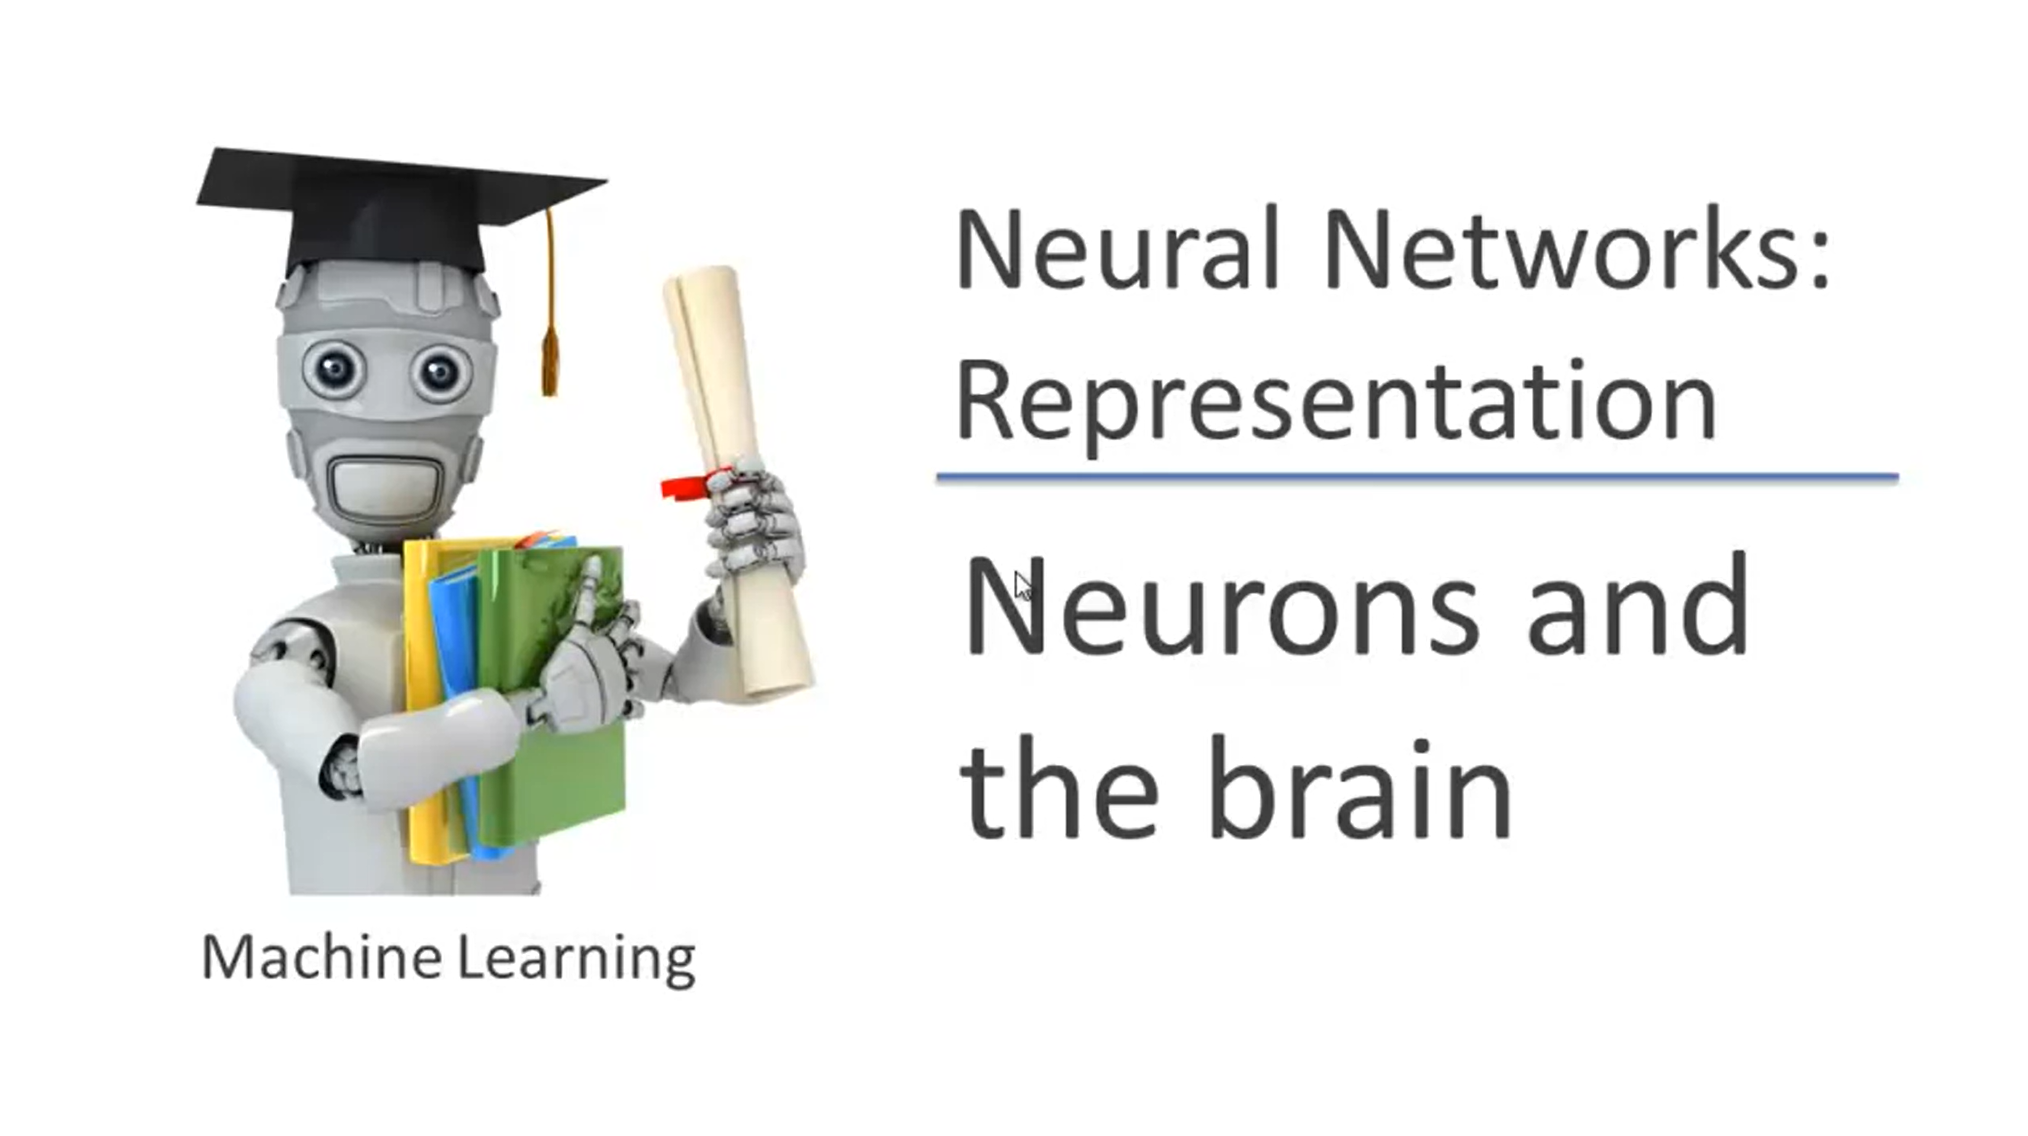 Neural Networks:
Representation
Neurons and
the brain
Machine Learning